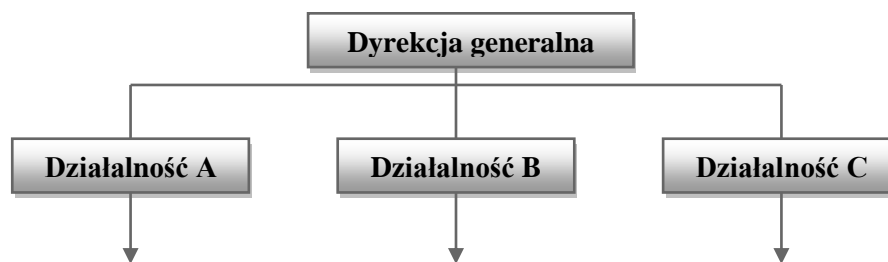 Dyrekcja generalna
Działalność A
Działalność B
Działalność C